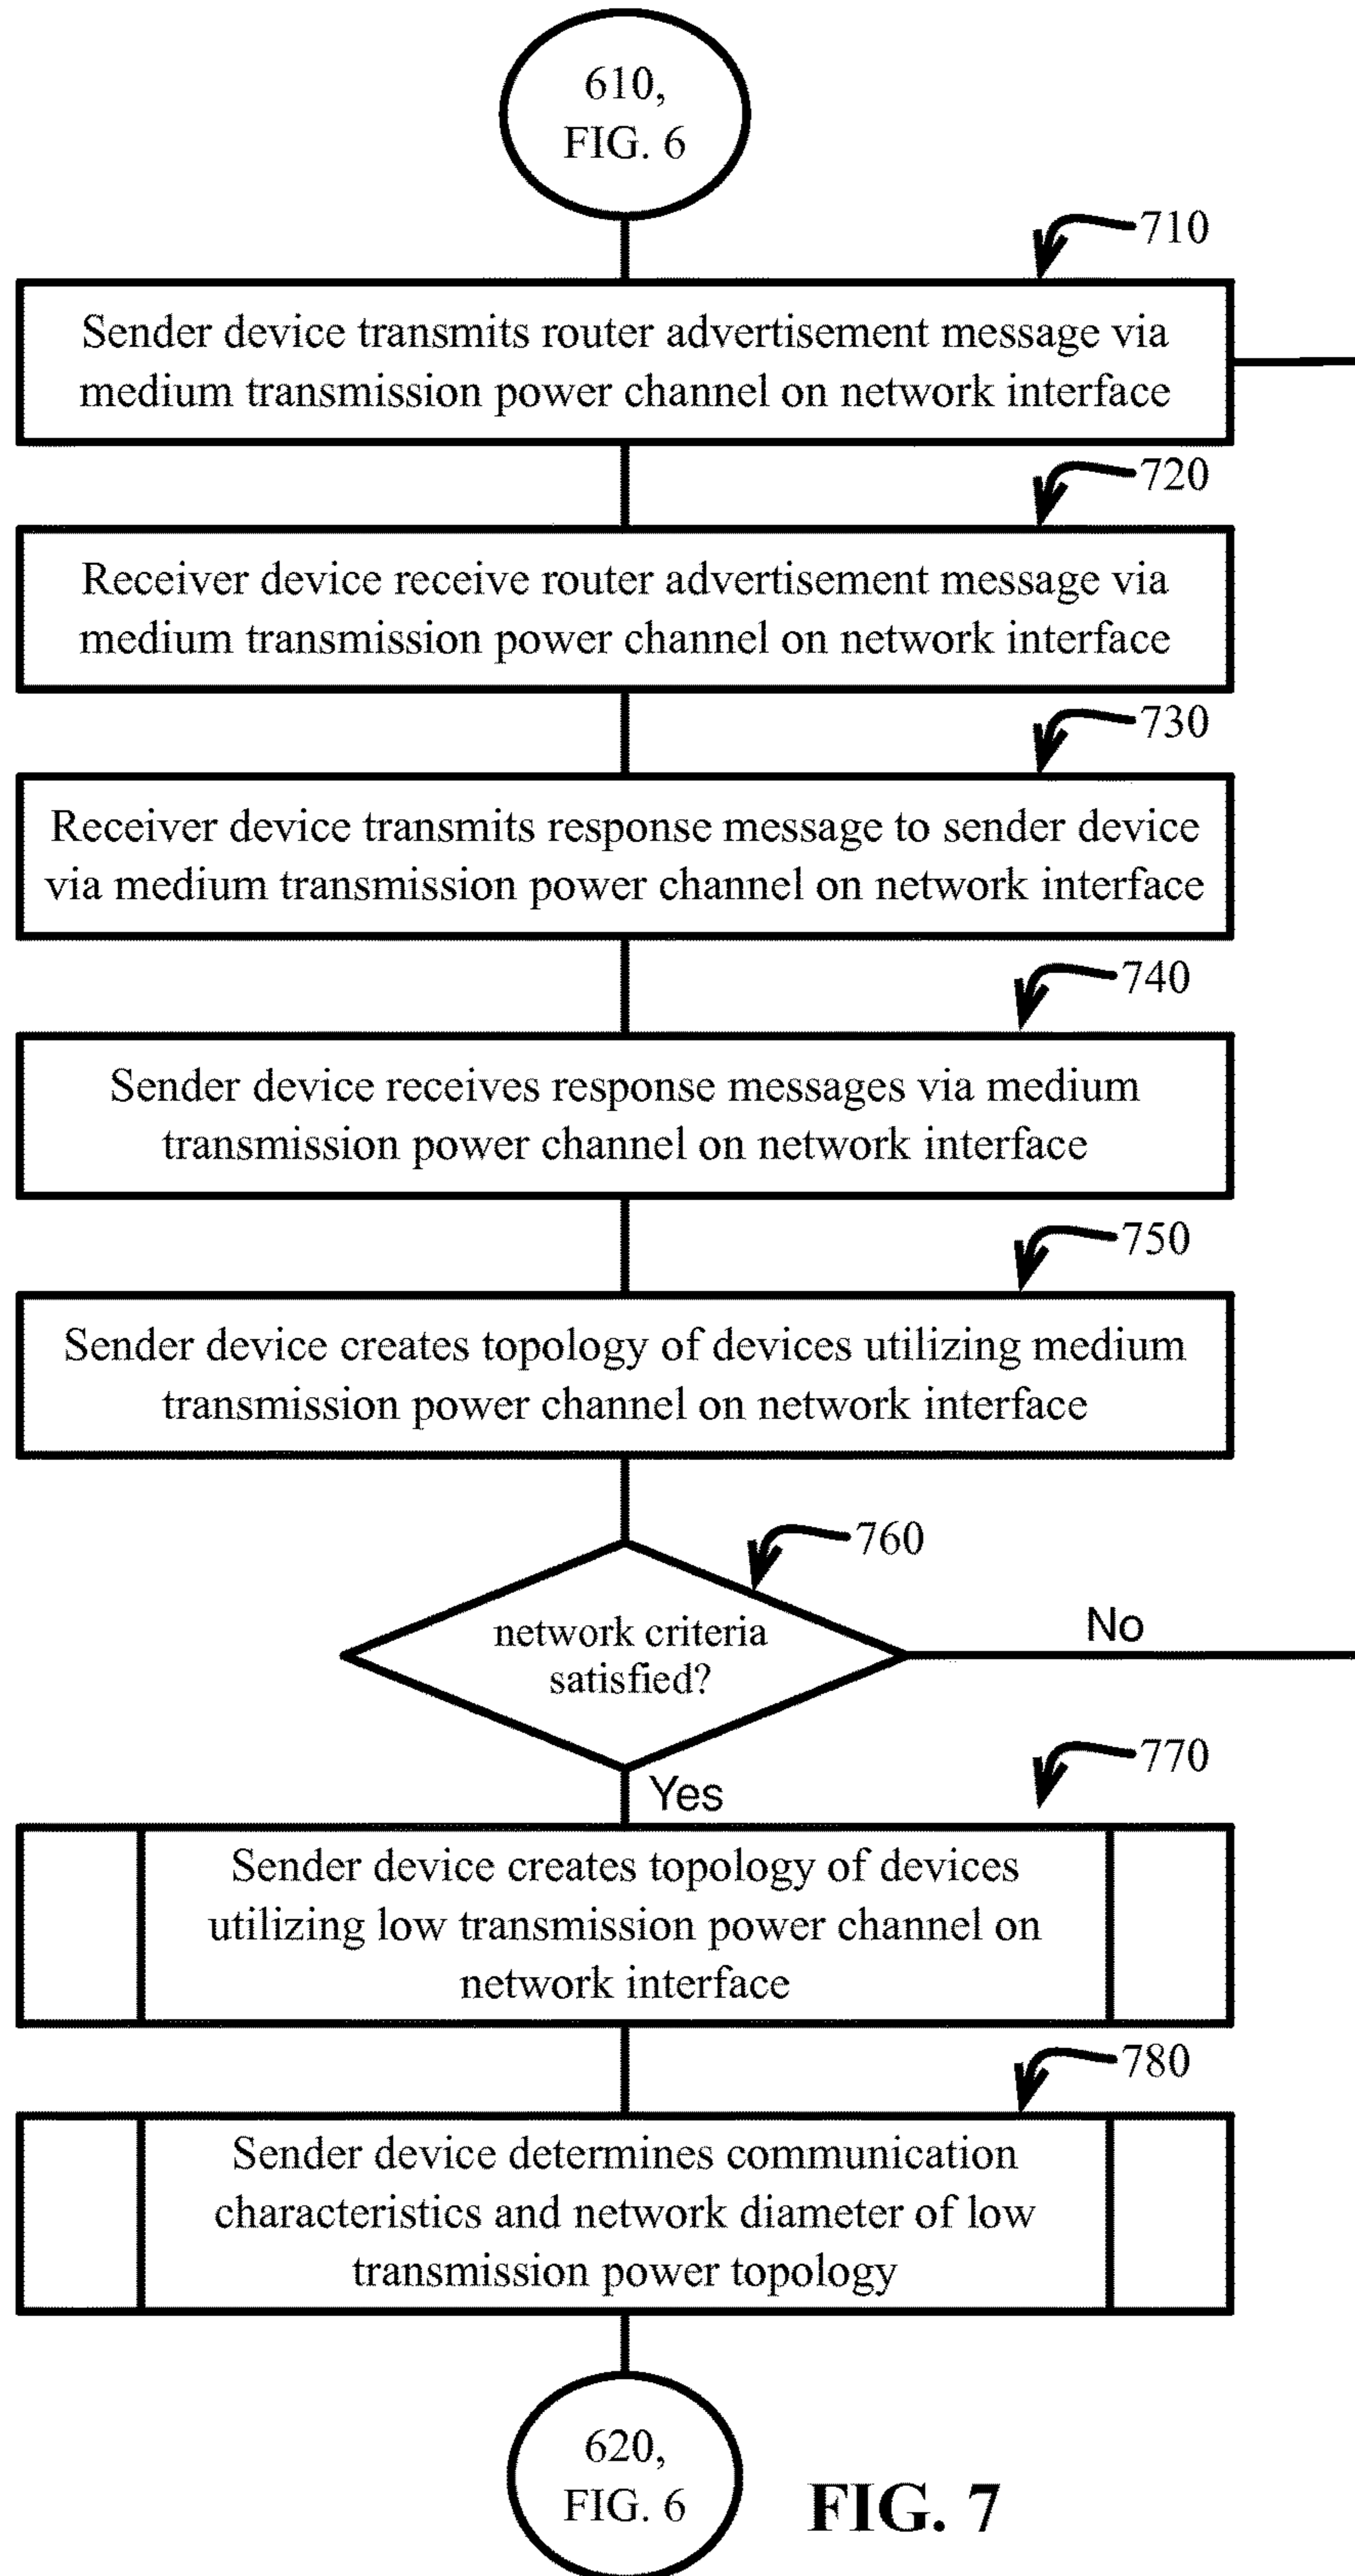 610,
FIG. 6
710
Sender device transmits router advertisement message via
medium transmission power channel on network interface
720
Receiver device receive router advertisement message via
medium transmission power channel on network interface
730
Receiver device transmits response message to sender device
via medium transmission power channel on network interface
740
Sender device receives response messages via medium
transmission power channel on network interface
750
Sender device creates topology of devices utilizing medium
transmission power channel on network interface
760
network criteria
satisfied?
No
Yes
770
Sender device creates topology of devices
utilizing low transmission power channel on
network interface
780
Sender device determines communication
characteristics and network diameter of low
transmission power topology
620,
FIG. 6
FIG. 7